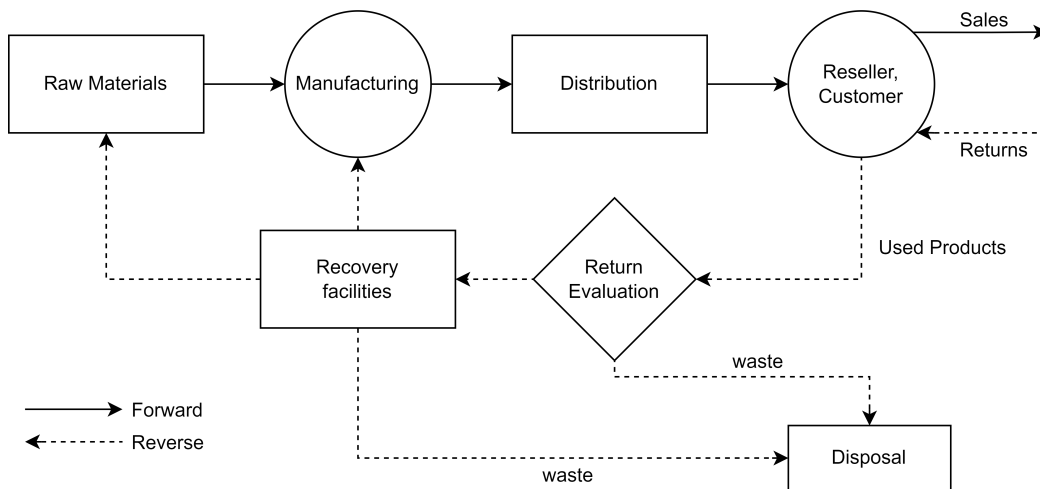 Sales
Raw Materials
Manufacturing
Distribution
Reseller,
Customer
Returns
Used Products
Recovery
facilities
Return
Evaluation
waste
Forward
Reverse
Disposal
waste